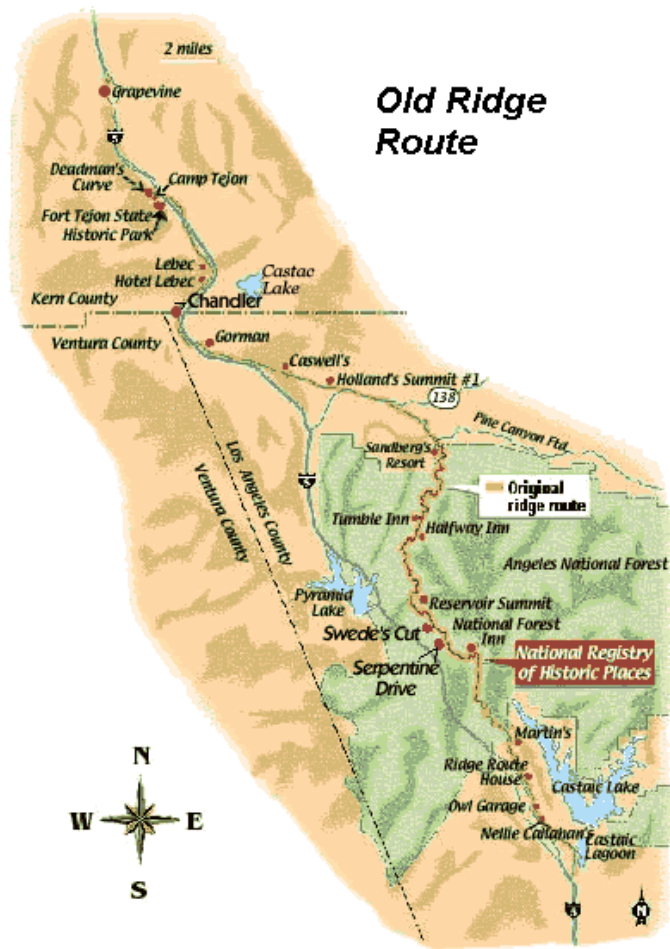 2 miles
Old Ridge
Route
Grapevine
5
Deadman's
Curve
Camp Tejon
Fort Tejon State
Historic Park
Lebec
Hotel Lebec
Castac
Lake
Kern County
Chandler
Ventura County
Gorman
Caswell's
Holland's Summit #1
138
Pine Canyon Ftd.
Sandberg's
Resort
Los Angeles County
Ventura County
5
Original
ridge route
Tumble Inn
Halfway Inn
Angeles National Forest
Pyramid
Lake
Reservoir Summit
Swede's Cut
National Forest
Inn
Serpentine
Drive
National Registry
of Historic Places
Martin's
Ridge Route
House
Castaic Lake
Owl Garage
Nellie Callahan's
Castaic
Lagoon
N
W
E
S
5
N